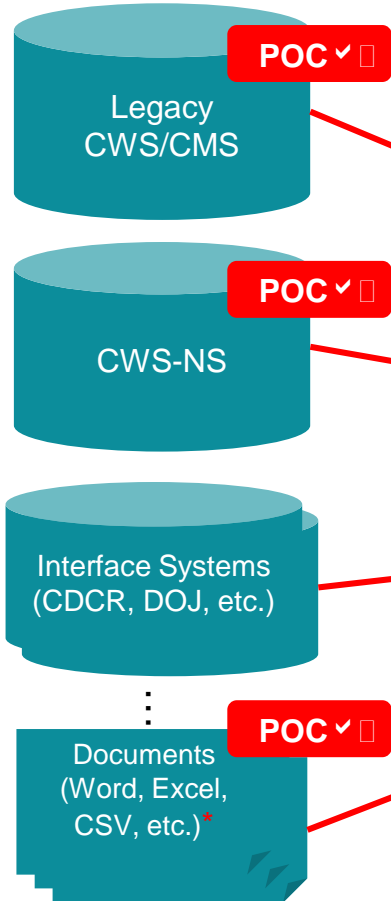 POC ✓ □
Legacy
CWS/CMS
POC ✓ □
CWS-NS
Interface Systems
(CDCR, DOJ, etc.)
POC ✓ □
Documents
(Word, Excel,
CSV, etc.)*